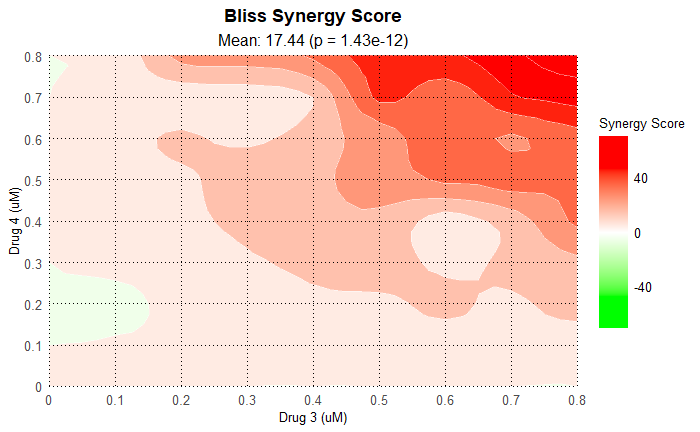 Bliss Synergy Score
Mean: 17.44 (p = 1.43e-12)
Drug 4 (uM)
0.8
0.7
0.6
0.5
0.4
0.3
0.2
0.1
0
0 0.1 0.2 0.3 0.4 0.5 0.6 0.7 0.8
Drug 3 (uM)
Synergy Score
40
0
-40